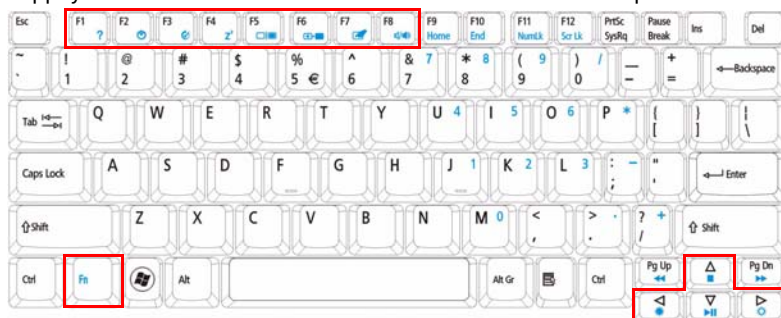 Esc F1 ? F2 F3 F4 z F5 F6 F7 F8 F9 Home F10 End F11 NumLk F12 Scr Lk PrtSc SysRq Pause Break Ins Del
~ ` ! 1 @ 2 # 3 $ 4 % 5 € ^ 6 & 7 7 * 8 8 ( 9 9 ) 0 / _ - + = Backspace
Tab Q W E R T Y U 4 I 5 O 6 P * { [ } ] | \
Caps Lock A S D F G H J 1 K 2 L 3 : ; - " ' Enter
Shift Z X C V B N M 0 < , > . . ? / + Shift
Ctrl Fn Alt Alt Gr Ctrl Pg Up Pg Dn